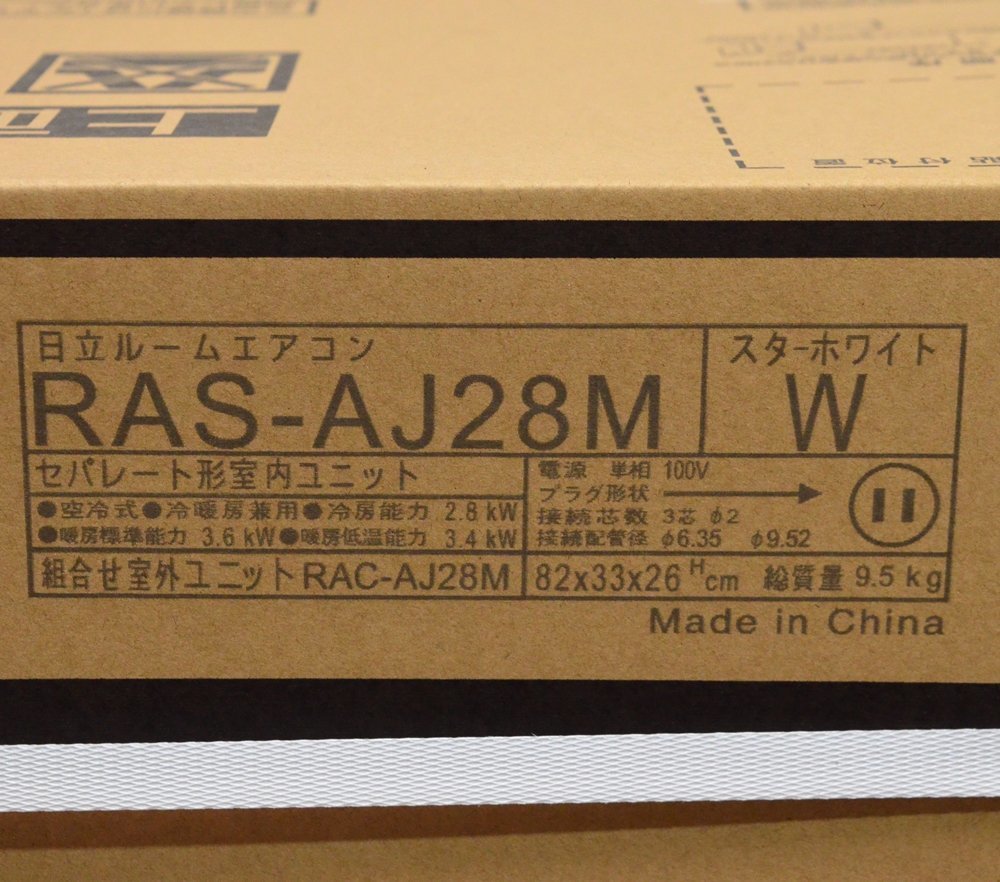 貼付位置
日立ルームエアコン
RAS-AJ28M
スターホワイト
W
セパレート形室内ユニット
●空冷式●冷暖房兼用●冷房能力 2.8 kW
●暖房標準能力 3.6 kW●暖房低温能力 3.4 kW
電源 単相 100V
プラグ形状
接続芯数 3芯 φ2
接続配管径 φ6.35 φ9.52
組合せ室外ユニットRAC-AJ28M
82x33x26ᴴcm 総質量 9.5 kg
Made in China